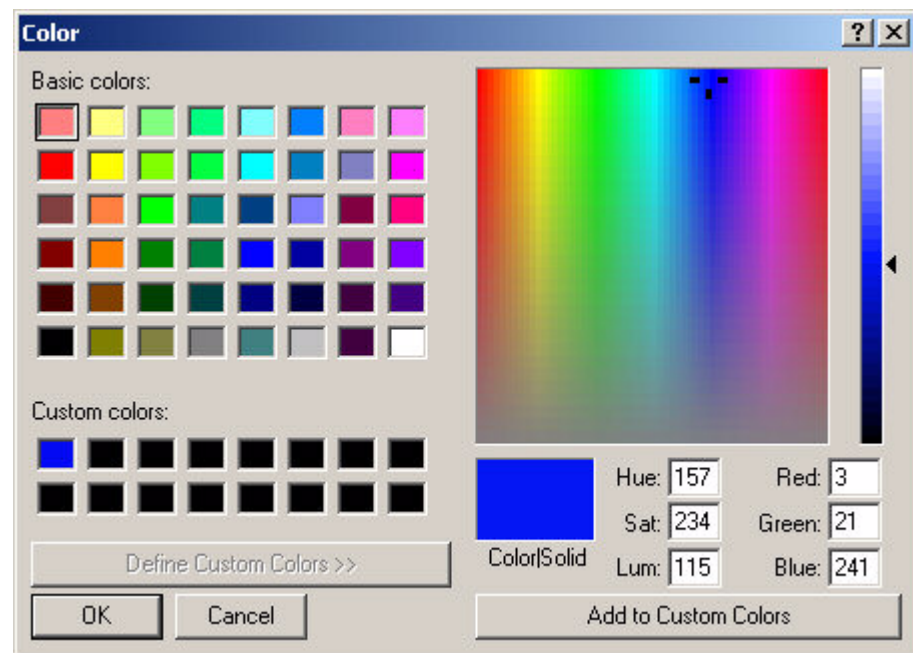 Color
Basic colors:
Custom colors:
Define Custom Colors >>
OK Cancel
Color|Solid
Hue: 157 Red: 3
Sat: 234 Green: 21
Lum: 115 Blue: 241
Add to Custom Colors